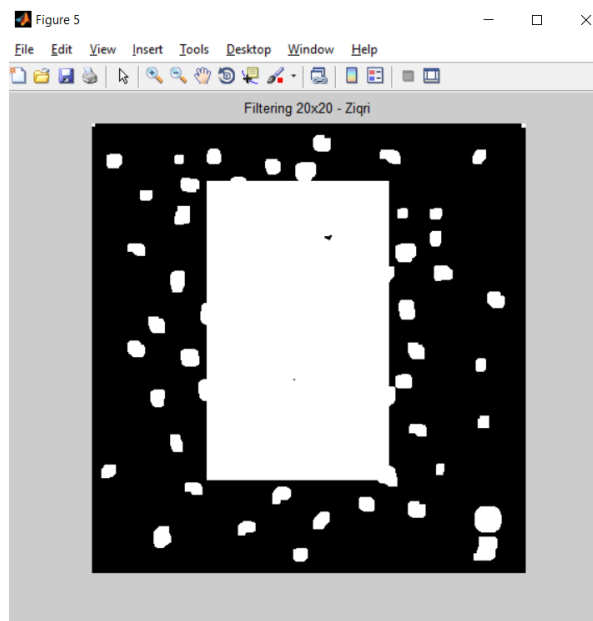 Figure 5
File Edit View Insert Tools Desktop Window Help
Filtering 20x20 - Ziqri